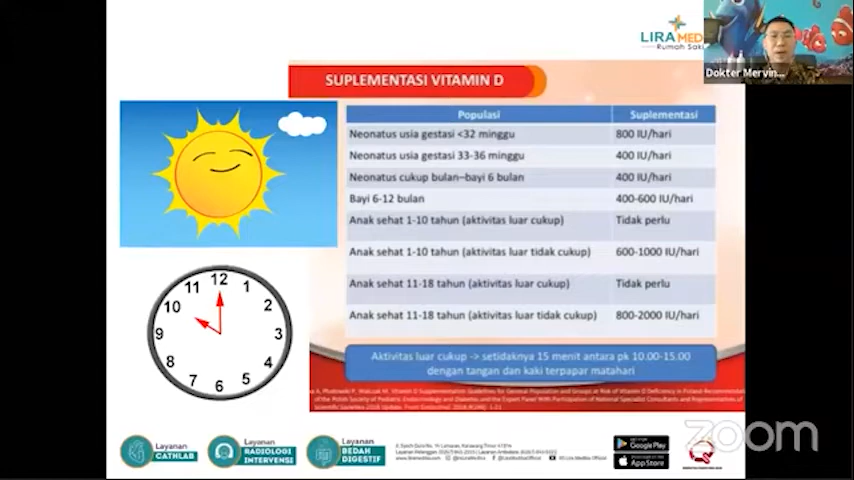 LIRA MED
Rumah Saki
Dokter Mervin...
SUPLEMENTASI VITAMIN D
Populasi Suplementasi
Neonatus usia gestasi <32 minggu 800 IU/hari
Neonatus usia gestasi 33-36 minggu 400 IU/hari
Neonatus cukup bulan–bayi 6 bulan 400 IU/hari
Bayi 6-12 bulan 400-600 IU/hari
Anak sehat 1-10 tahun (aktivitas luar cukup) Tidak perlu
Anak sehat 1-10 tahun (aktivitas luar tidak cukup) 600-1000 IU/hari
Anak sehat 11-18 tahun (aktivitas luar cukup) Tidak perlu
Anak sehat 11-18 tahun (aktivitas luar tidak cukup) 800-2000 IU/hari
12
11 1
10 2
9 3
8 4
7 5
6
Aktivitas luar cukup -> setidaknya 15 menit antara pk 10.00-15.00
dengan tangan dan kaki terpapar matahari
Layanan
CATHLAB
Layanan
RADIOLOGI
INTERVENSI
Layanan
BEDAH
DIGESTIF
Google Play
App Store
zoom